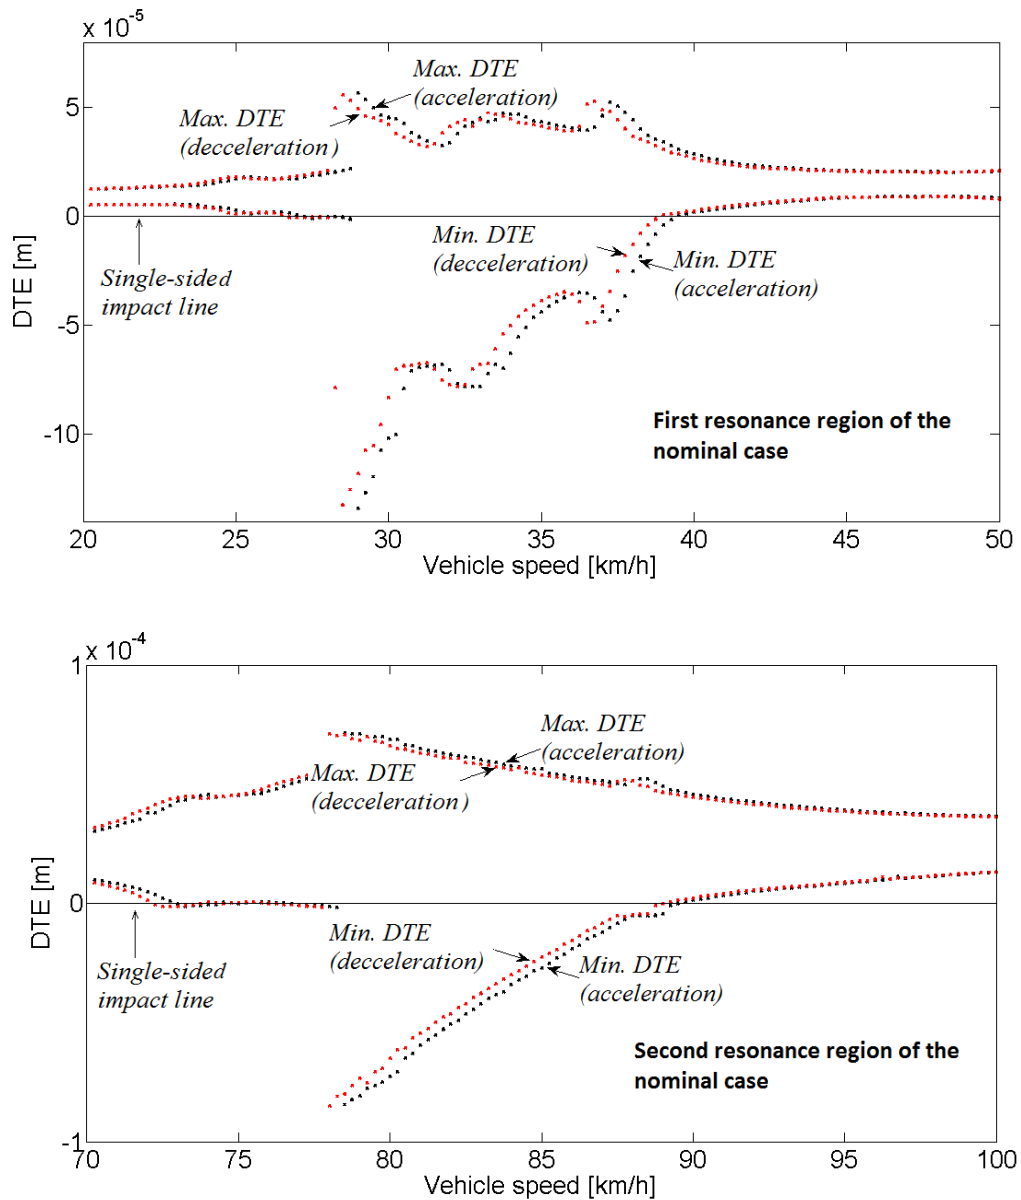 x 10-5
5
0
-5
-10
DTE [m]
Max. DTE
(acceleration)
Max. DTE
(decceleration)
Single-sided
impact line
Min. DTE
(decceleration)
Min. DTE
(acceleration)
First resonance region of the
nominal case
20 25 30 35 40 45 50
Vehicle speed [km/h]
x 10-4
1
0
-1
DTE [m]
Max. DTE
(acceleration)
Max. DTE
(decceleration)
Single-sided
impact line
Min. DTE
(decceleration)
Min. DTE
(acceleration)
Second resonance region of the
nominal case
70 75 80 85 90 95 100
Vehicle speed [km/h]